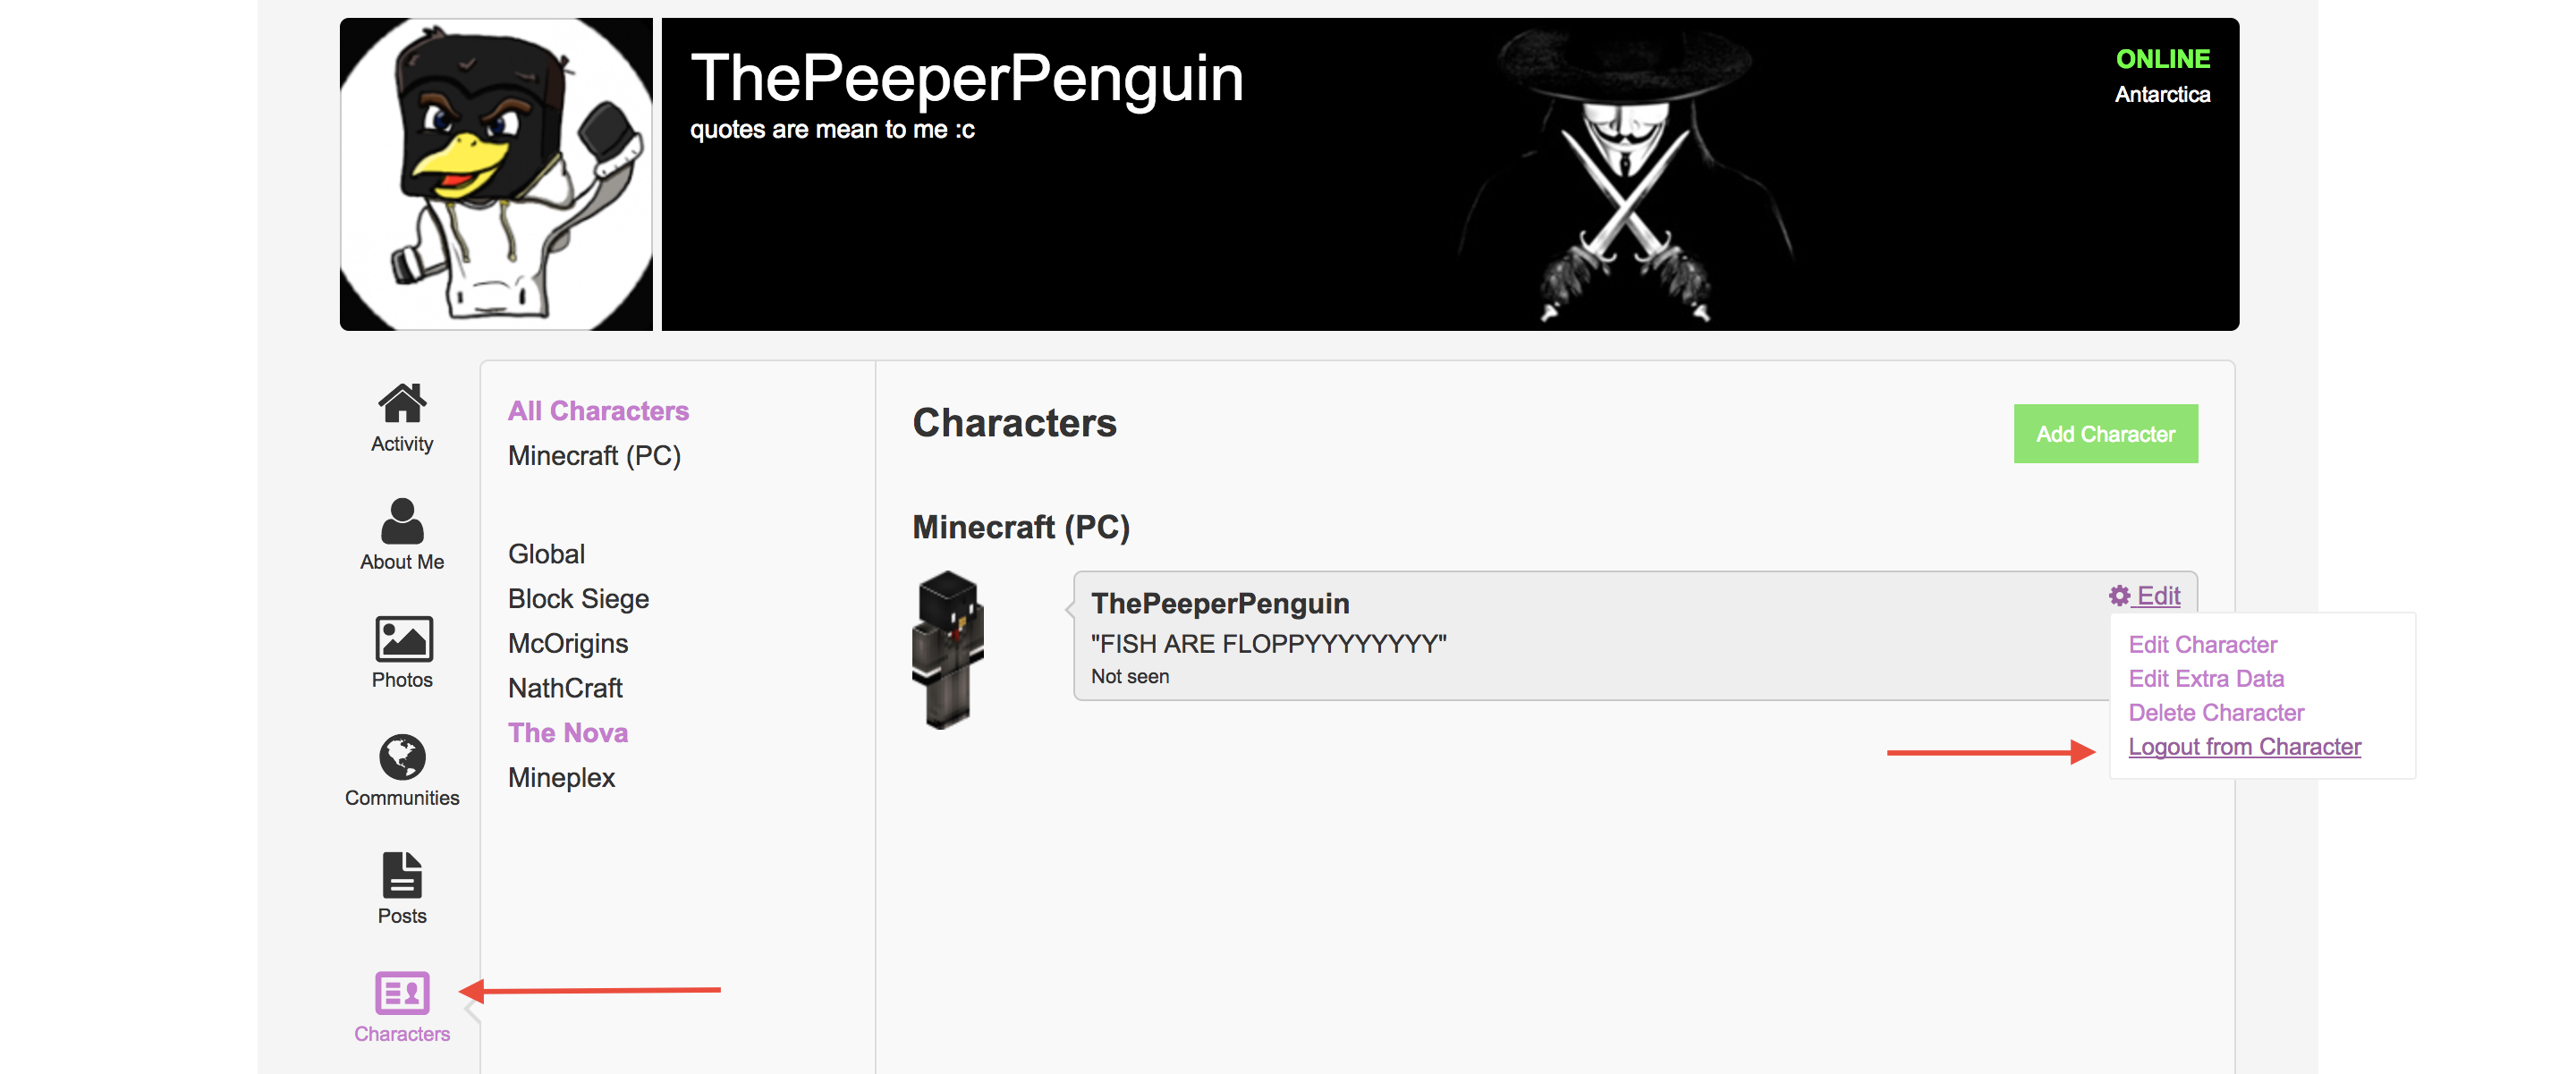 ThePeeperPenguin
quotes are mean to me :c
ONLINE
Antarctica
Activity
About Me
Photos
Communities
Posts
Characters
All Characters
Minecraft (PC)
Global
Block Siege
McOrigins
NathCraft
The Nova
Mineplex
Characters
Add Character
Minecraft (PC)
ThePeeperPenguin
"FISH ARE FLOPPYYYYYYYY"
Not seen
Edit
Edit Character
Edit Extra Data
Delete Character
Logout from Character